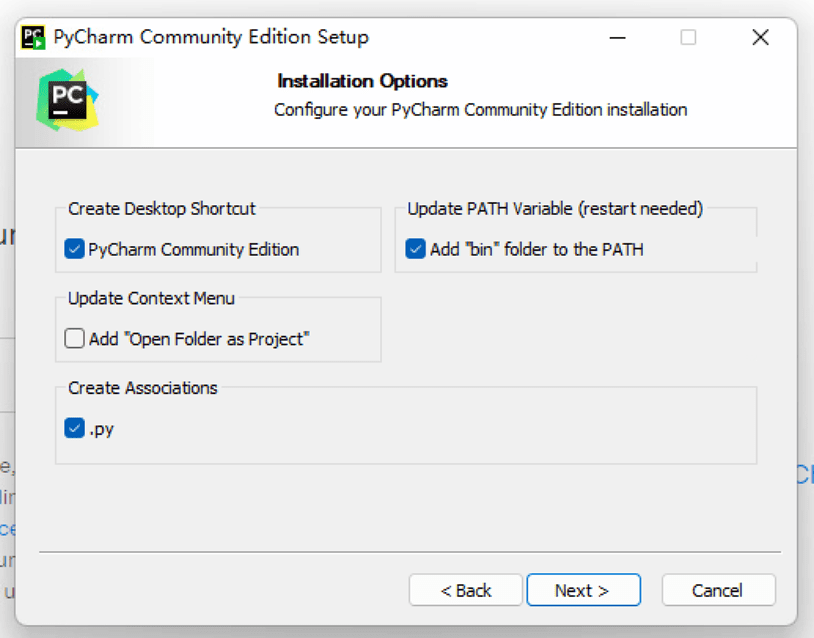 PyCharm Community Edition Setup
PC
Installation Options
Configure your PyCharm Community Edition installation
Create Desktop Shortcut
PyCharm Community Edition
Update PATH Variable (restart needed)
Add "bin" folder to the PATH
Update Context Menu
Add "Open Folder as Project"
Create Associations
.py
< Back
Next >
Cancel